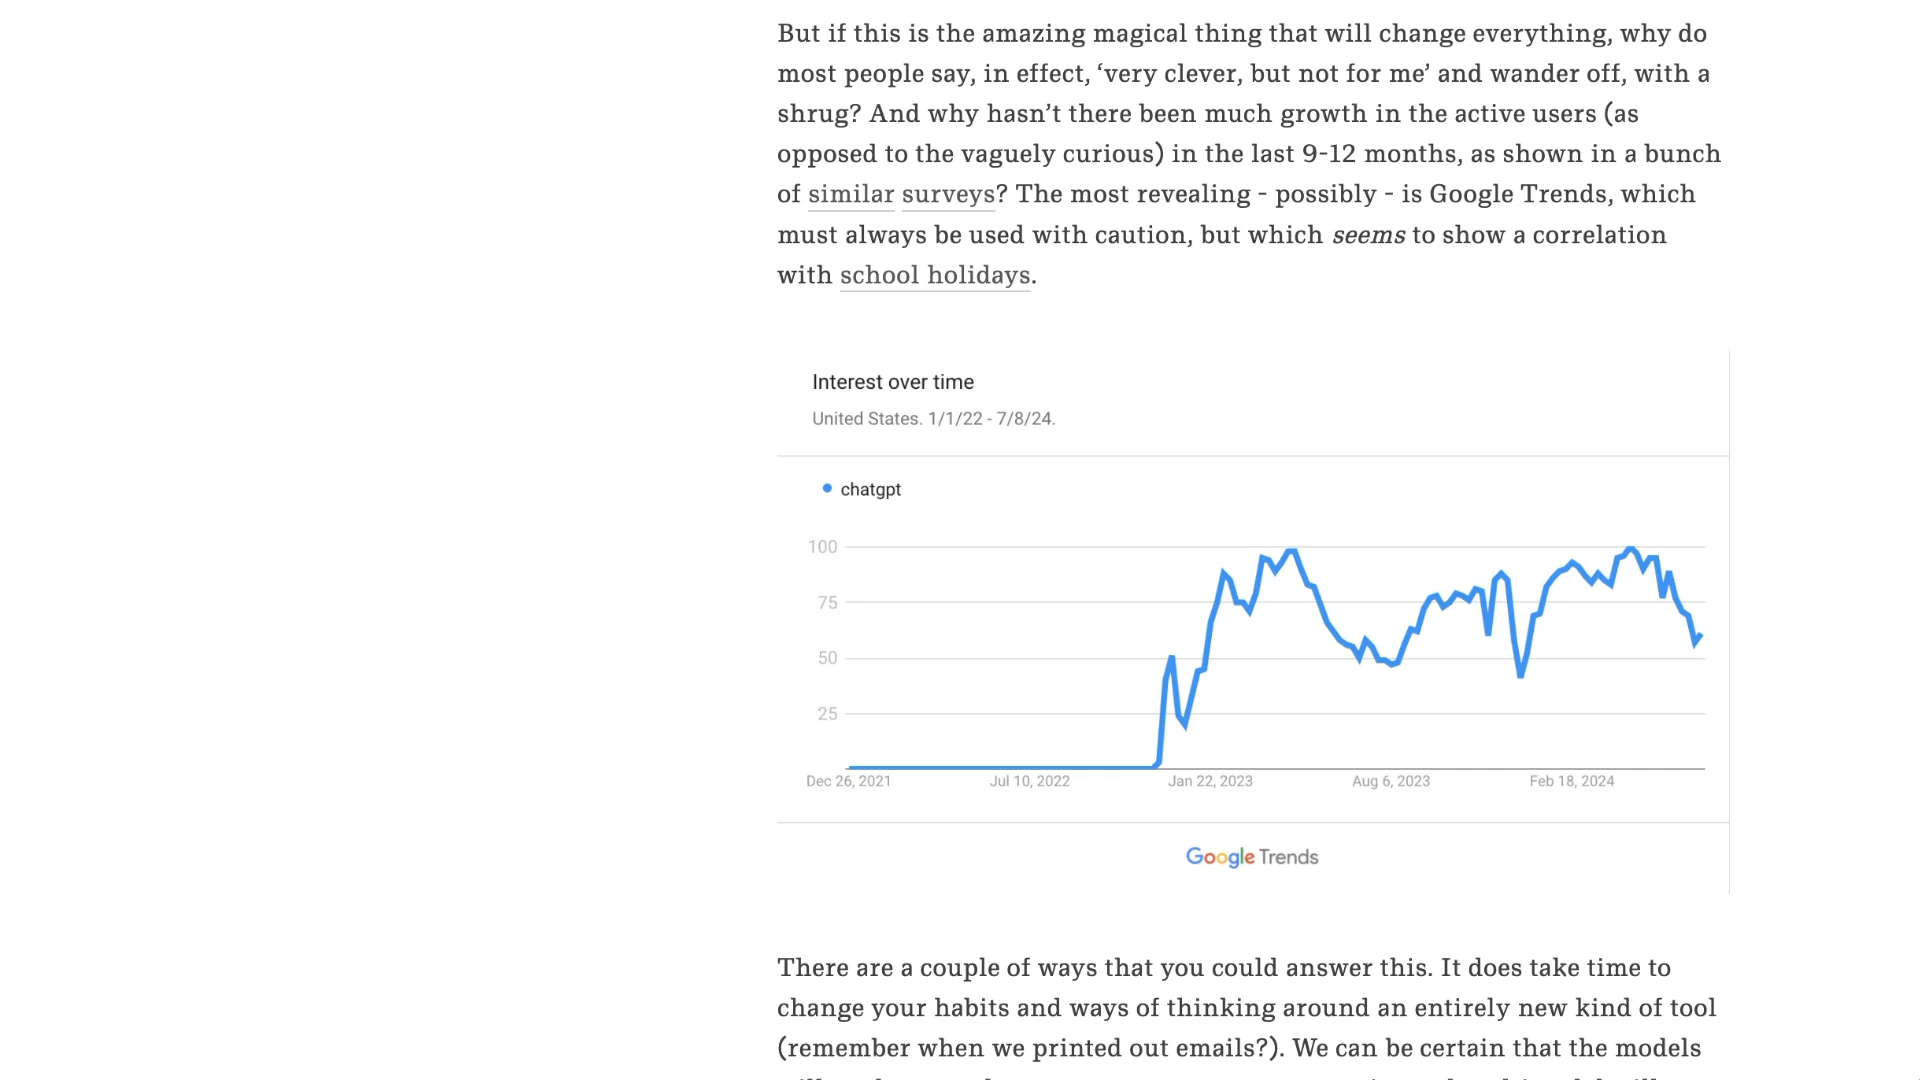 But if this is the amazing magical thing that will change everything, why do
most people say, in effect, ‘very clever, but not for me’ and wander off, with a
shrug? And why hasn’t there been much growth in the active users (as
opposed to the vaguely curious) in the last 9-12 months, as shown in a bunch
of similar surveys? The most revealing - possibly - is Google Trends, which
must always be used with caution, but which seems to show a correlation
with school holidays.
Interest over time
United States. 1/1/22 - 7/8/24.
chatgpt
100
75
50
25
Dec 26, 2021 Jul 10, 2022 Jan 22, 2023 Aug 6, 2023 Feb 18, 2024
Google Trends
There are a couple of ways that you could answer this. It does take time to
change your habits and ways of thinking around an entirely new kind of tool
(remember when we printed out emails?). We can be certain that the models